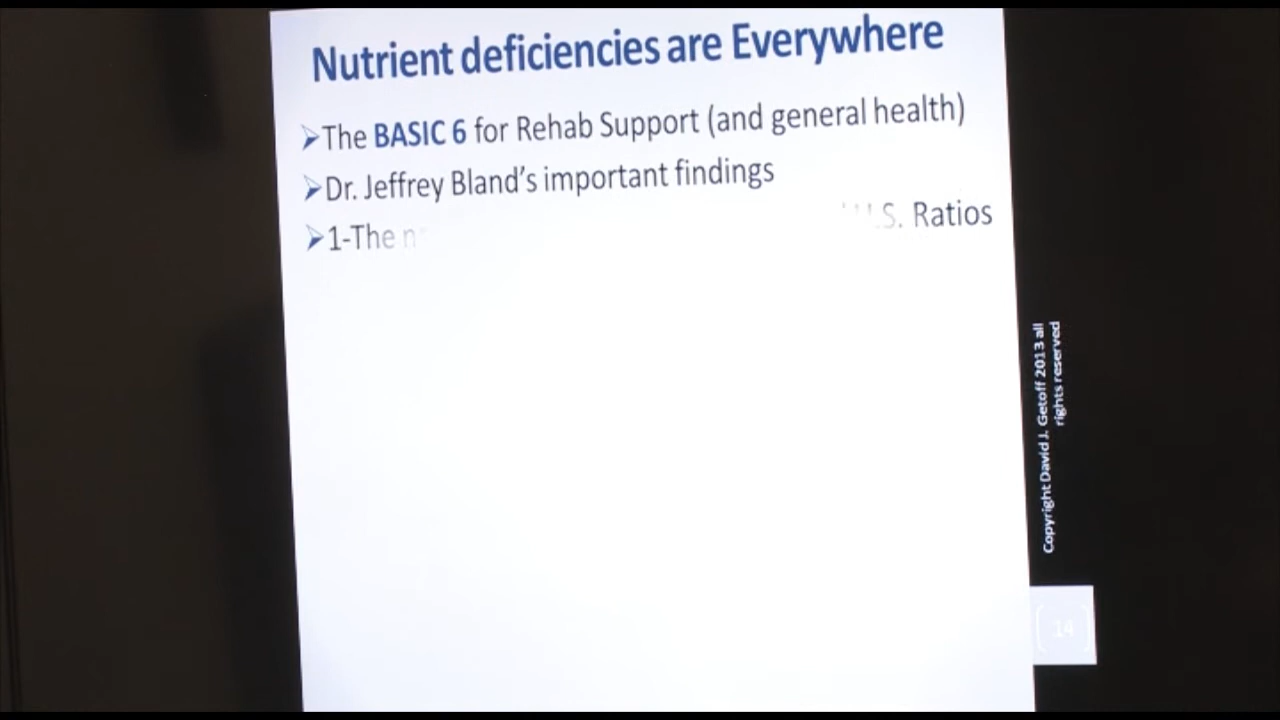 Nutrient deficiencies are Everywhere
➢The BASIC 6 for Rehab Support (and general health)
➢Dr. Jeffrey Bland's important findings
➢1-The U.S. Ratios
Copyright David J. Getoff 2013 all
rights reserved
14